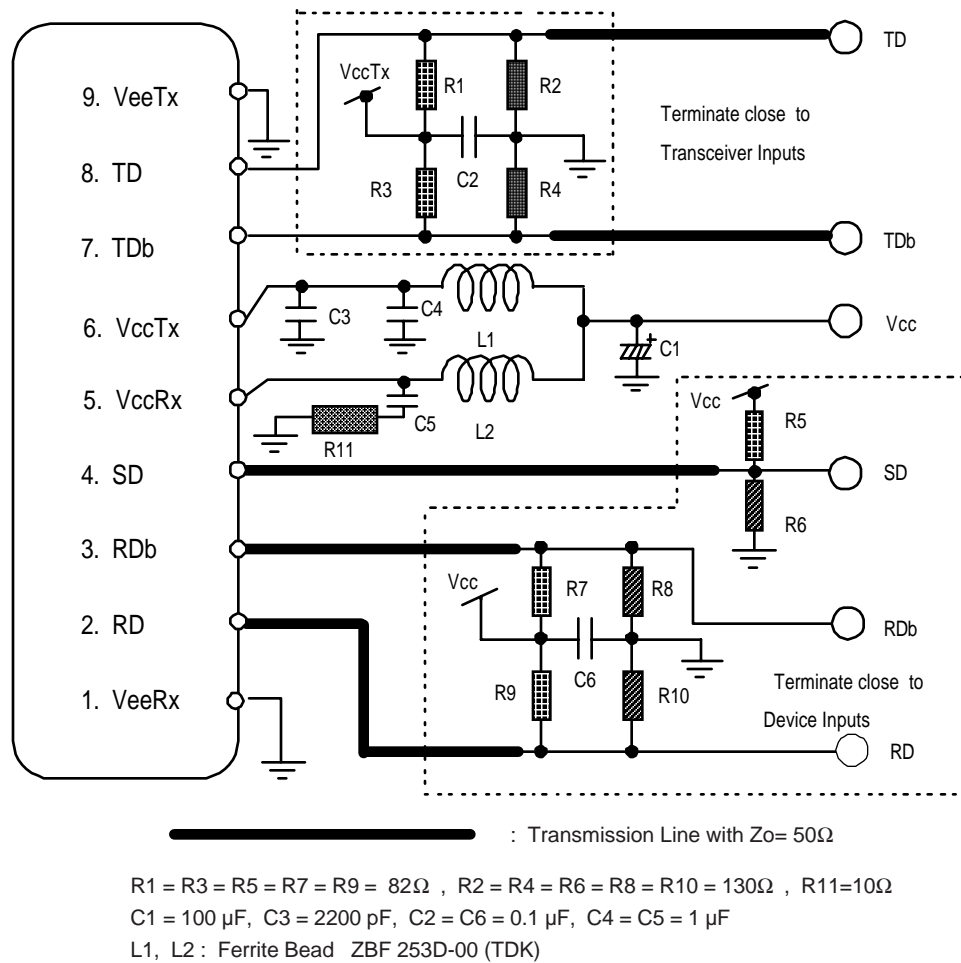 TD
9. VeeTx
VccTx
R1
R2
Terminate close to
Transceiver Inputs
8. TD
C2
R3
R4
7. TDb
TDb
6. VccTx
C3
C4
L1
Vcc
C1
5. VccRx
C5
L2
R11
Vcc
R5
4. SD
SD
R6
3. RDb
Vcc
R7
R8
2. RD
RDb
C6
R9
R10
1. VeeRx
Terminate close to
Device Inputs
RD
: Transmission Line with Zo= 50Ω
R1 = R3 = R5 = R7 = R9 = 82Ω , R2 = R4 = R6 = R8 = R10 = 130Ω , R11=10Ω
C1 = 100 µF, C3 = 2200 pF, C2 = C6 = 0.1 µF, C4 = C5 = 1 µF
L1, L2 : Ferrite Bead ZBF 253D-00 (TDK)